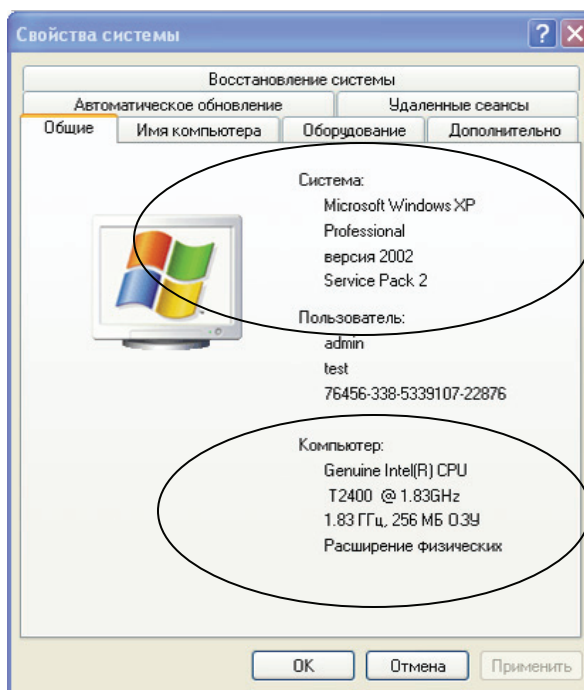 Свойства системы
Восстановление системы
Автоматическое обновление Удаленные сеансы
Общие Имя компьютера Оборудование Дополнительно
Система:
Microsoft Windows XP
Professional
версия 2002
Service Pack 2
Пользователь:
admin
test
76456-338-5339107-22876
Компьютер:
Genuine Intel(R) CPU
T2400 @ 1.83GHz
1.83 ГГц, 256 МБ ОЗУ
Расширение физических
OK Отмена Применить